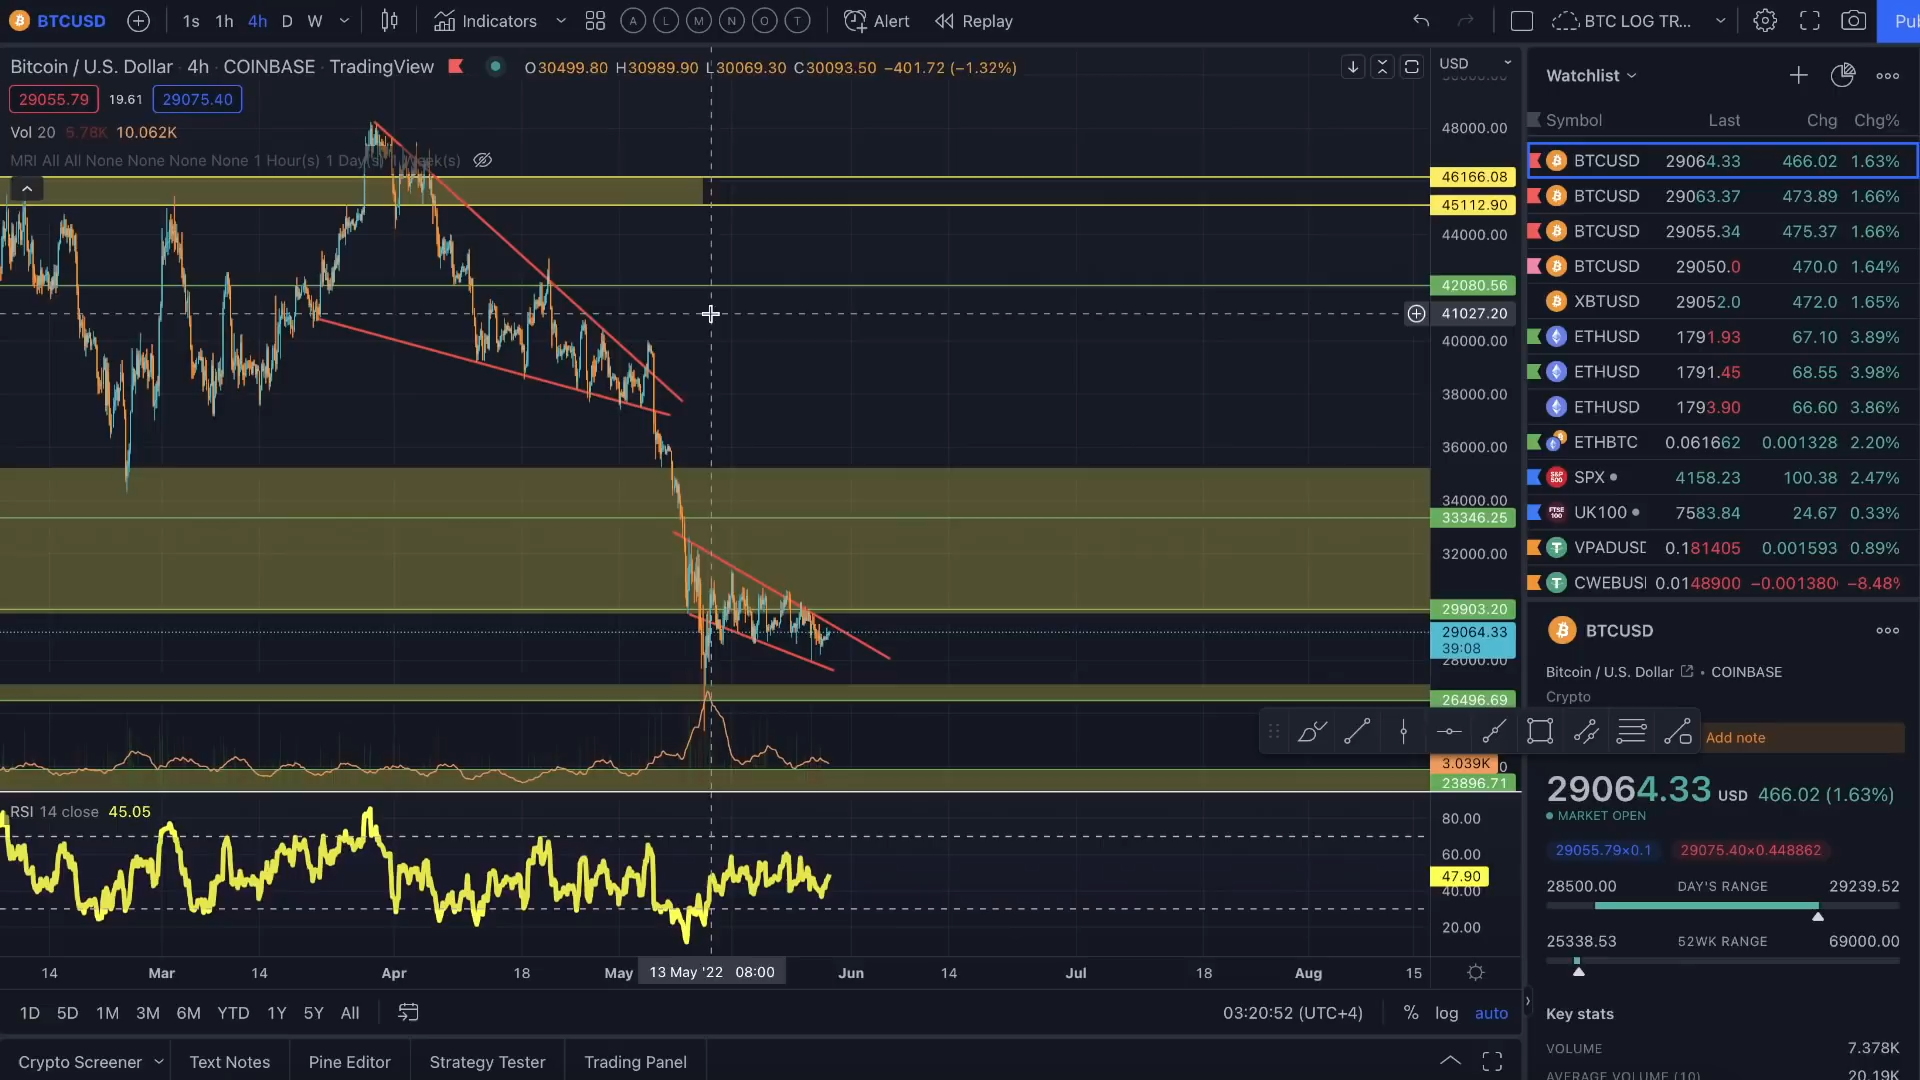 BTCUSD 1s 1h 4h D W Indicators A L M N O T Alert Replay BTC LOG TR... Pu
Bitcoin / U.S. Dollar · 4h · COINBASE · TradingView O30499.80 H30989.90 L30069.30 C30093.50 −401.72 (−1.32%)
29055.79 19.61 29075.40
Vol 20 5.78K 10.062K
MRI All All None None None None 1 Hour(s) 1 Day(s) 1 Week(s)
USD
48000.00
46166.08
45112.90
44000.00
42080.56
41027.20
40000.00
38000.00
36000.00
34000.00
33346.25
32000.00
29903.20
29064.33
39:08
28000.00
26496.69
3.039K
23896.71
RSI 14 close 45.05
80.00
60.00
47.90
40.00
20.00
14 Mar 14 Apr 18 May 13 May '22 08:00 Jun 14 Jul 18 Aug 15
1D 5D 1M 3M 6M YTD 1Y 5Y All
03:20:52 (UTC+4) % log auto
Crypto Screener Text Notes Pine Editor Strategy Tester Trading Panel
Watchlist
Symbol Last Chg Chg%
BTCUSD 29064.33 466.02 1.63%
BTCUSD 29063.37 473.89 1.66%
BTCUSD 29055.34 475.37 1.66%
BTCUSD 29050.0 470.0 1.64%
XBTUSD 29052.0 472.0 1.65%
ETHUSD 1791.93 67.10 3.89%
ETHUSD 1791.45 68.55 3.98%
ETHUSD 1793.90 66.60 3.86%
ETHBTC 0.061662 0.001328 2.20%
SPX 4158.23 100.38 2.47%
UK100 7583.84 24.67 0.33%
VPADUSD 0.181405 0.001593 0.89%
CWEBUS 0.0148900 −0.001380 −8.48%
BTCUSD
Bitcoin / U.S. Dollar • COINBASE
Crypto
Add note
29064.33 USD 466.02 (1.63%)
MARKET OPEN
29055.79×0.1 29075.40×0.448862
28500.00 DAY'S RANGE 29239.52
25338.53 52WK RANGE 69000.00
Key stats
VOLUME 7.378K
AVERAGE VOLUME (10) 20.19K